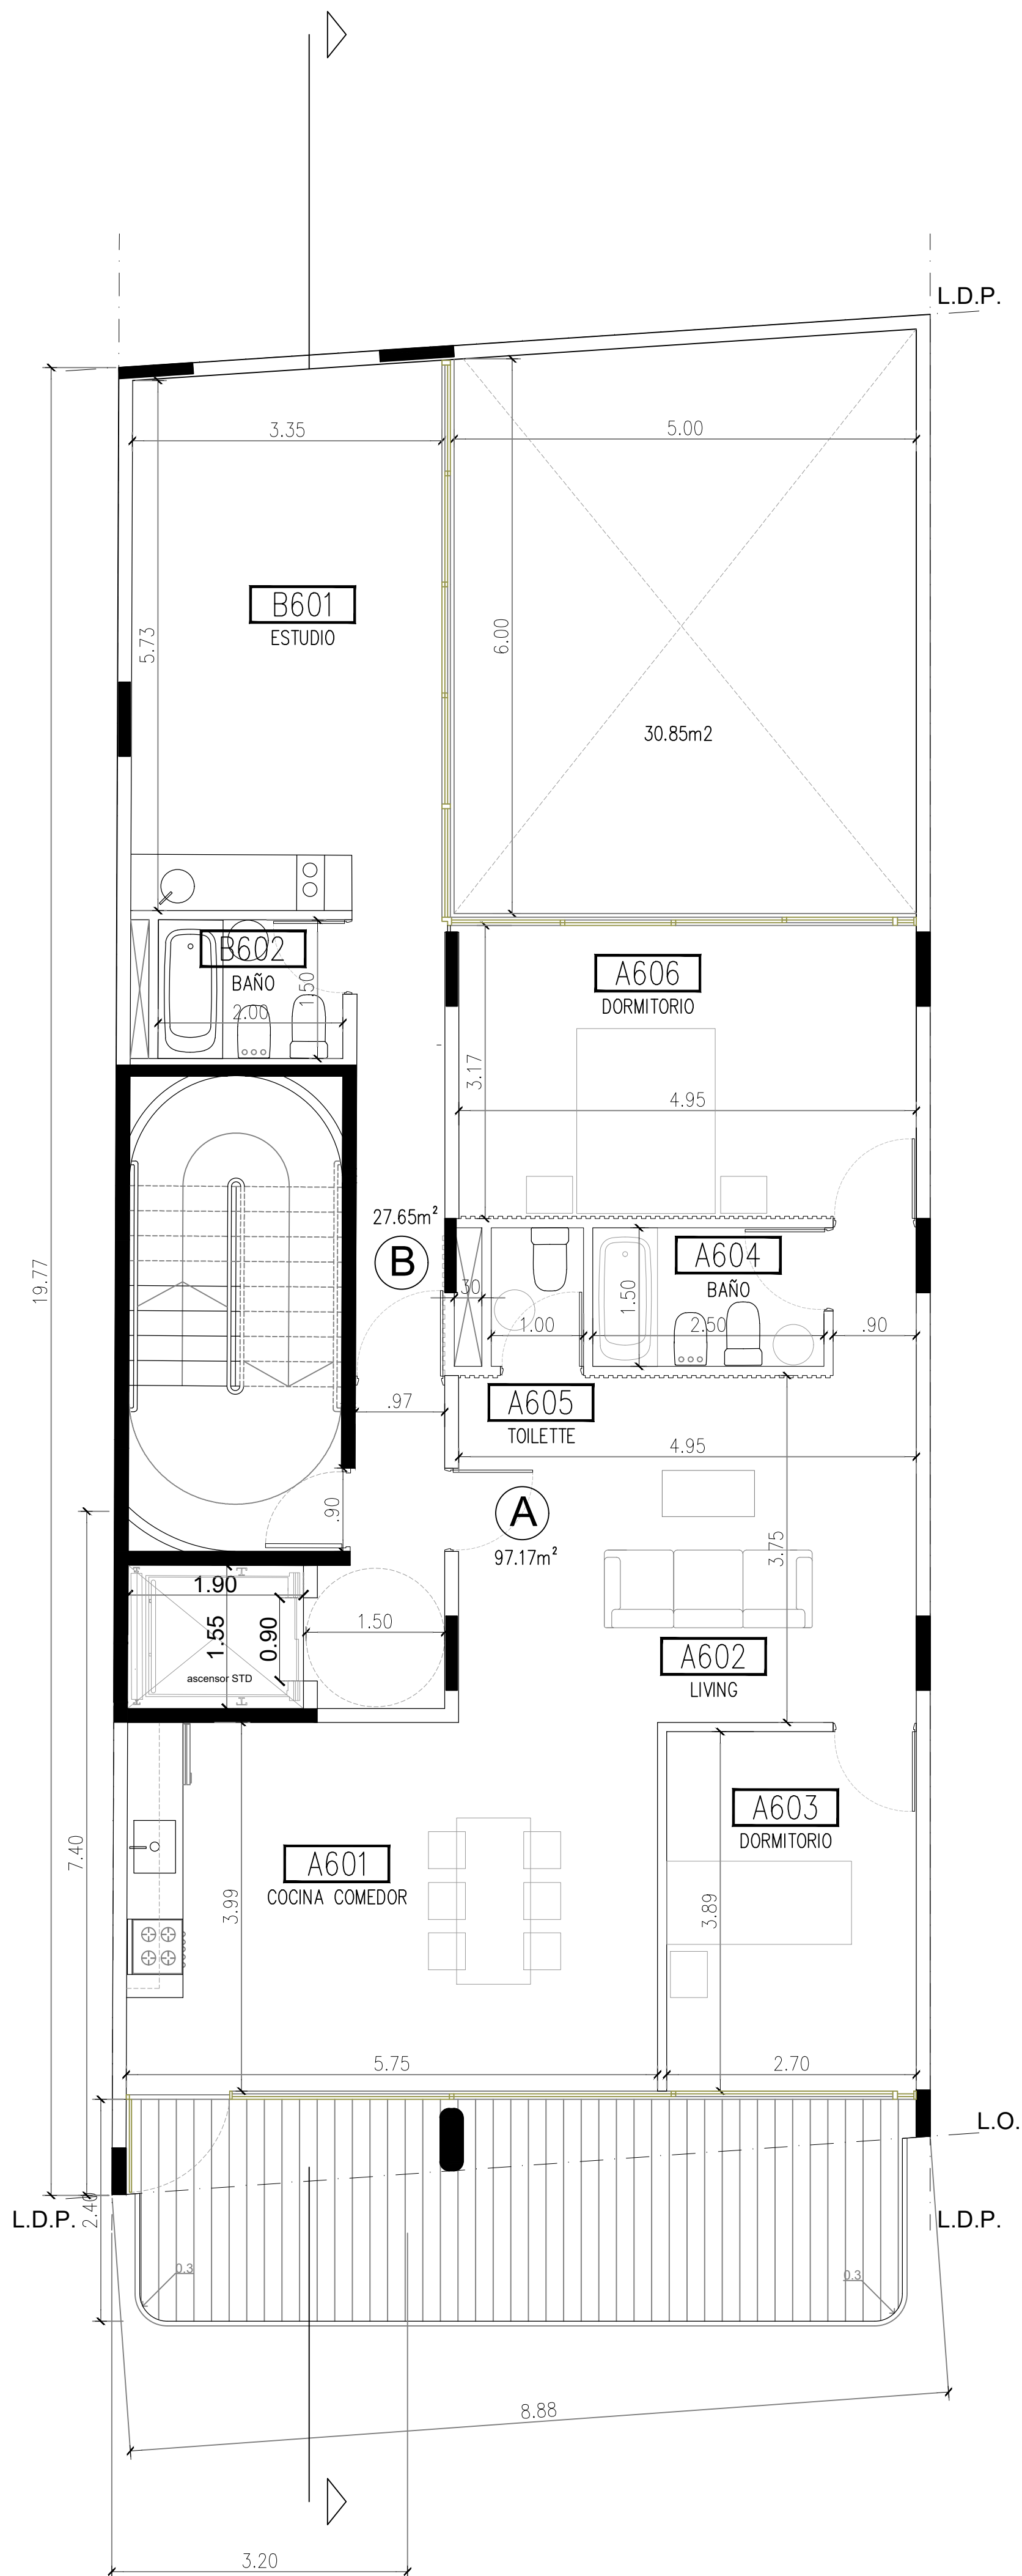 L.D.P.
3.35
5.00
B601
ESTUDIO
5.73
6.00
30.85m2
B602
BAÑO
1.50
2.00
A606
DORMITORIO
3.17
4.95
19.77
27.65m²
B
A604
BAÑO
.30
1.50
1.00
2.50
.90
A605
TOILETTE
.97
4.95
.90
A
97.17m²
3.75
1.90
1.55
0.90
1.50
ascensor STD
A602
LIVING
A603
DORMITORIO
7.40
A601
COCINA COMEDOR
3.99
3.89
5.75
2.70
L.O.
L.D.P.
2.40
L.D.P.
0.3
0.3
8.88
3.20